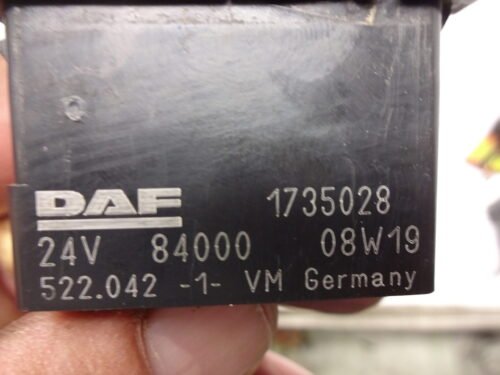 DAF 1735028
24V 84000 08W19
522.042 -1- VM Germany